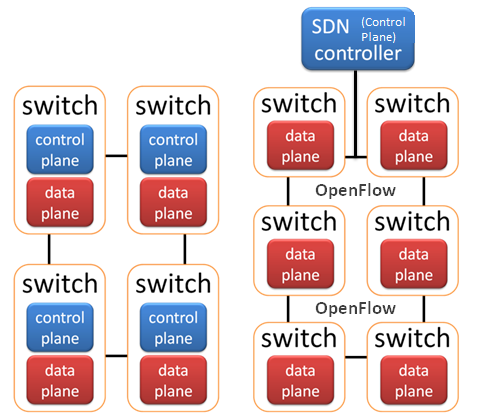 SDN (Control
Plane)
controller
switch
control
plane
data
plane
switch
control
plane
data
plane
switch
control
plane
data
plane
switch
control
plane
data
plane
switch
data
plane
switch
data
plane
OpenFlow
switch
data
plane
switch
data
plane
OpenFlow
switch
data
plane
switch
data
plane